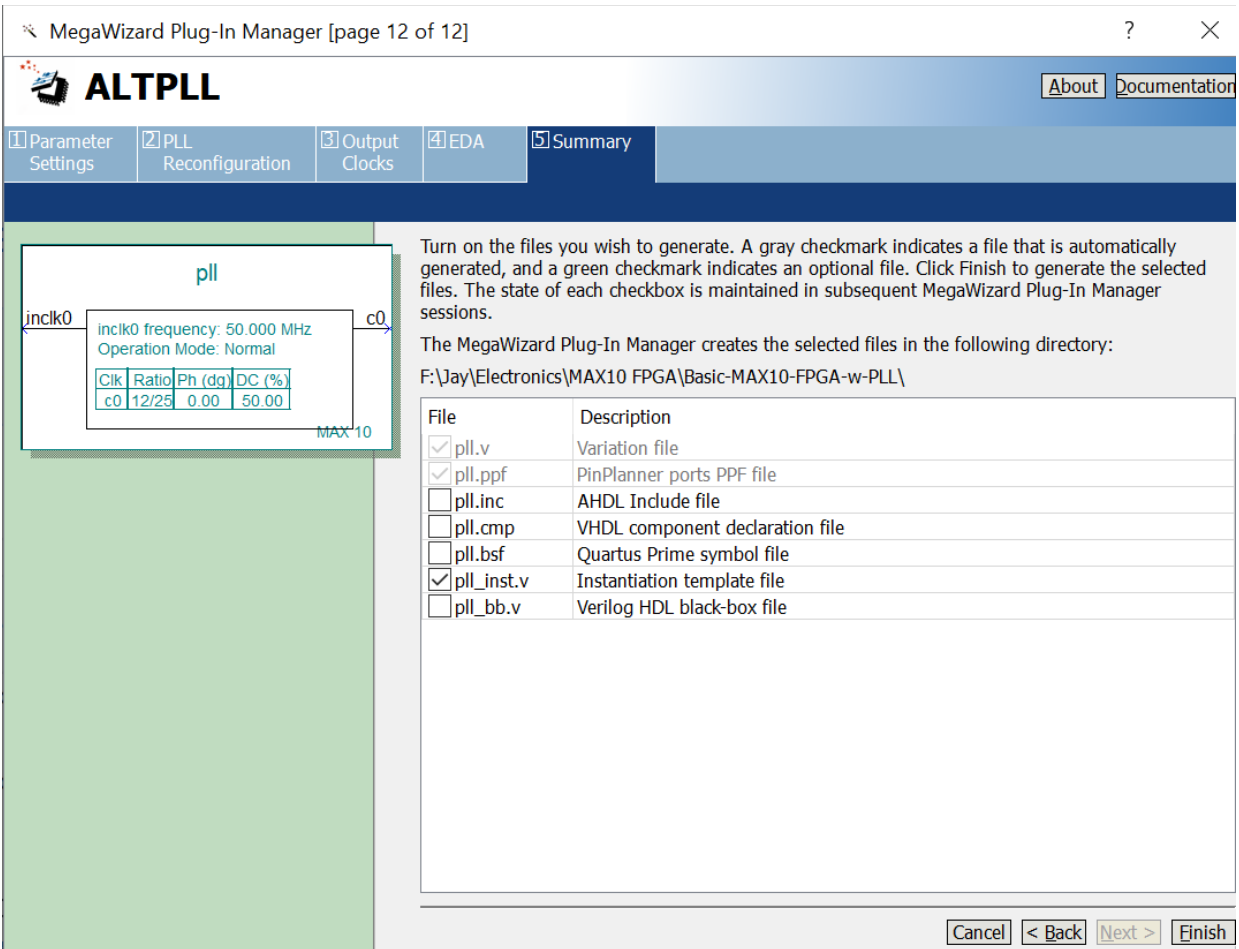 MegaWizard Plug-In Manager [page 12 of 12]
?
ALTPLL
About
Documentation
1 Parameter Settings
2 PLL Reconfiguration
3 Output Clocks
4 EDA
5 Summary
pll
inclk0
c0
inclk0 frequency: 50.000 MHz
Operation Mode: Normal
Clk Ratio Ph (dg) DC (%)
c0 12/25 0.00 50.00
MAX 10
Turn on the files you wish to generate. A gray checkmark indicates a file that is automatically
generated, and a green checkmark indicates an optional file. Click Finish to generate the selected
files. The state of each checkbox is maintained in subsequent MegaWizard Plug-In Manager
sessions.
The MegaWizard Plug-In Manager creates the selected files in the following directory:
F:\Jay\Electronics\MAX10 FPGA\Basic-MAX10-FPGA-w-PLL\
File Description
pll.v Variation file
pll.ppf PinPlanner ports PPF file
pll.inc AHDL Include file
pll.cmp VHDL component declaration file
pll.bsf Quartus Prime symbol file
pll_inst.v Instantiation template file
pll_bb.v Verilog HDL black-box file
Cancel < Back Next > Finish